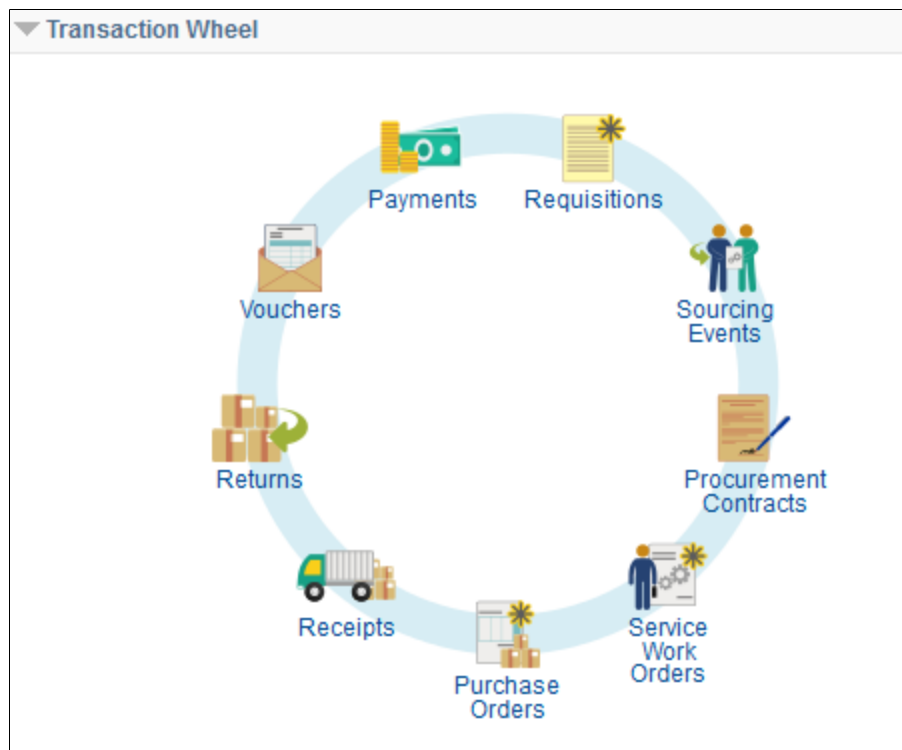 Transaction Wheel
Payments
Requisitions
Vouchers
Sourcing
Events
Returns
Procurement
Contracts
Receipts
Service
Work
Orders
Purchase
Orders